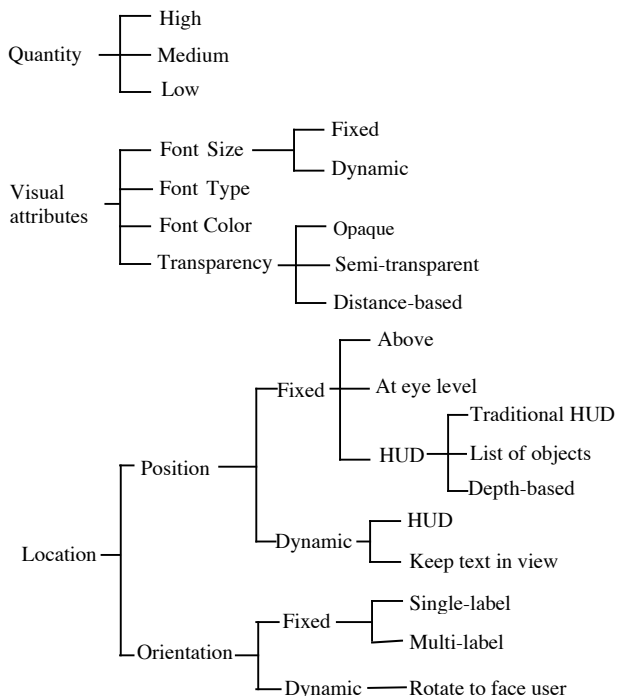 High
Quantity
Medium
Low
Font Size
Fixed
Dynamic
Visual
attributes
Font Type
Font Color
Transparency
Opaque
Semi-transparent
Distance-based
Location
Position
Fixed
Above
At eye level
HUD
Traditional HUD
List of objects
Depth-based
Dynamic
HUD
Keep text in view
Orientation
Fixed
Single-label
Multi-label
Dynamic
Rotate to face user